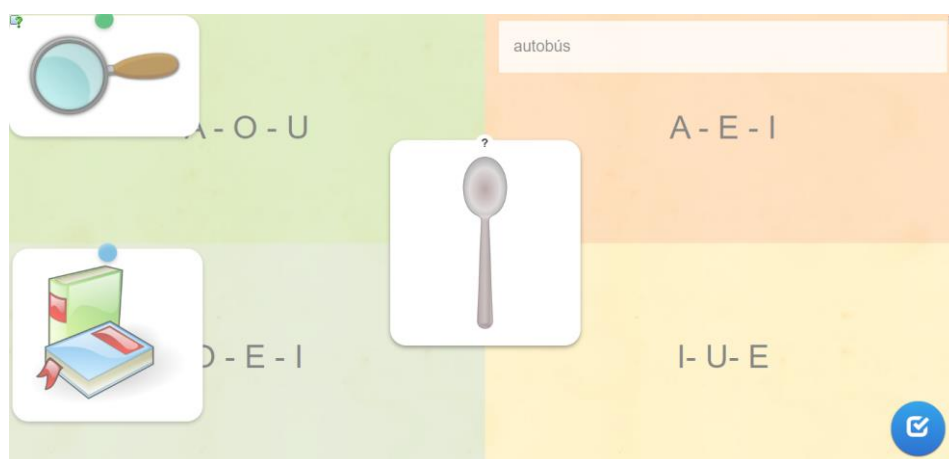 autobús
A - O - U
A - E - I
?
O - E - I
I- U- E